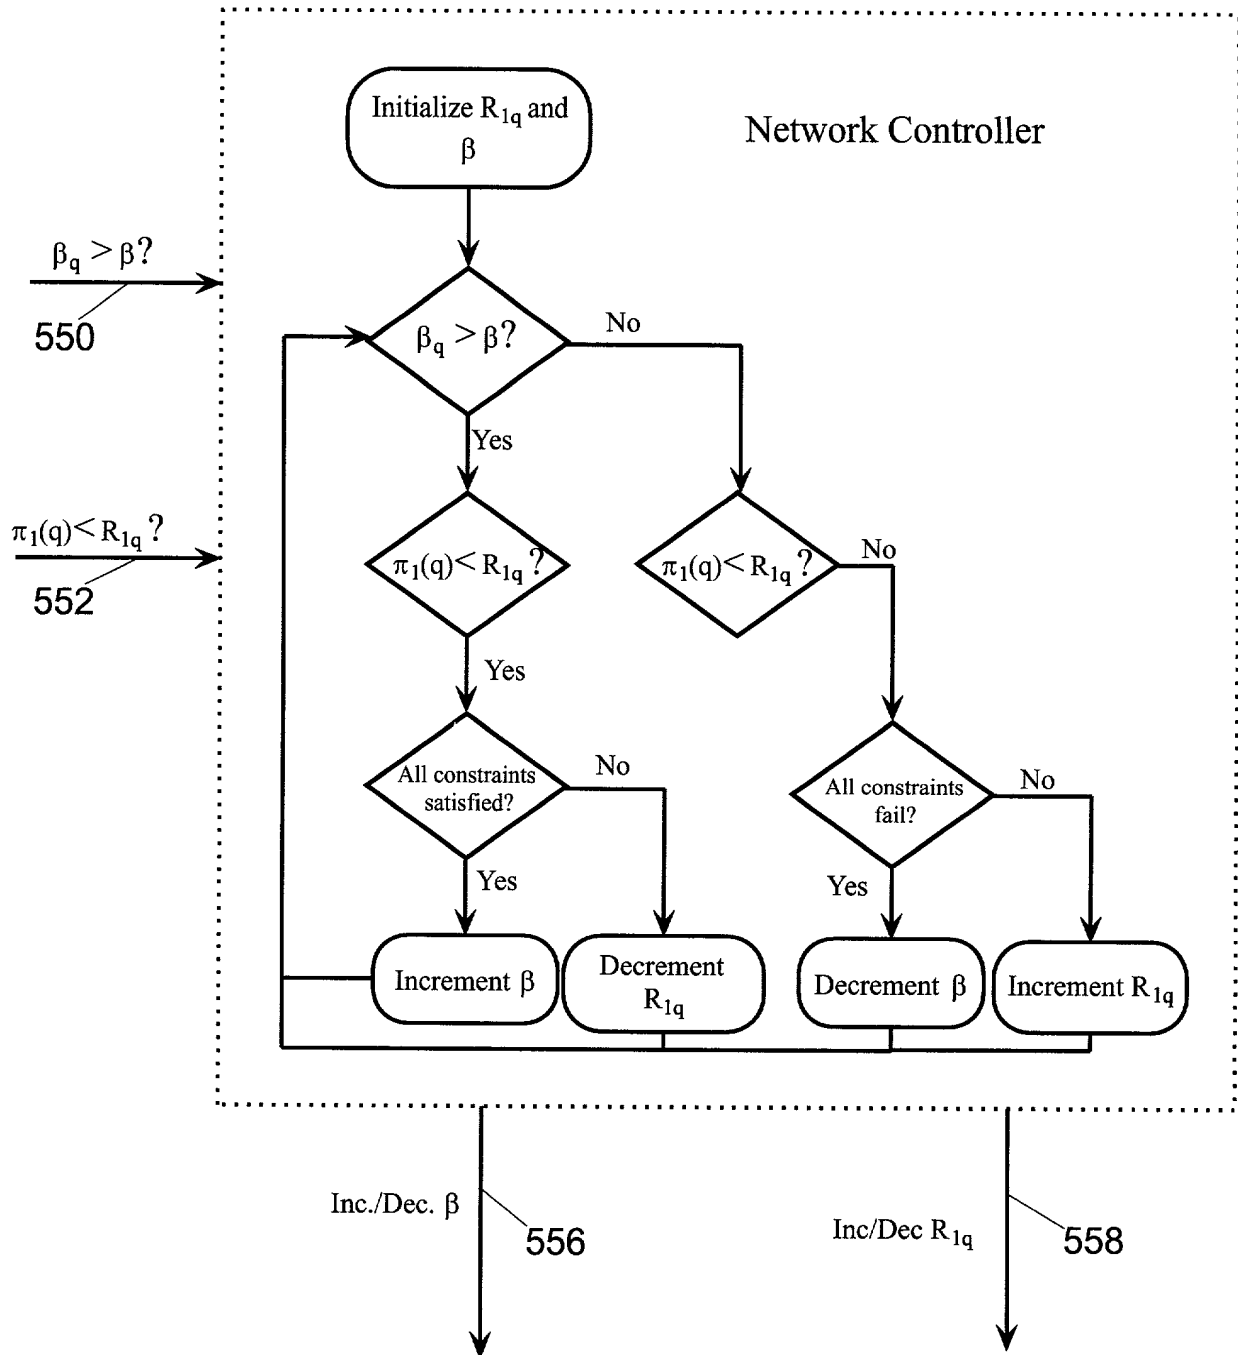 Initialize R1q and
β
Network Controller
βq > β?
550
βq > β?
No
Yes
π1(q) < R1q ?
552
π1(q) < R1q ?
π1(q) < R1q ?
No
Yes
All constraints
satisfied?
No
All constraints
fail?
No
Yes
Yes
Increment β
Decrement
R1q
Decrement β
Increment R1q
Inc./Dec. β
556
Inc/Dec R1q
558